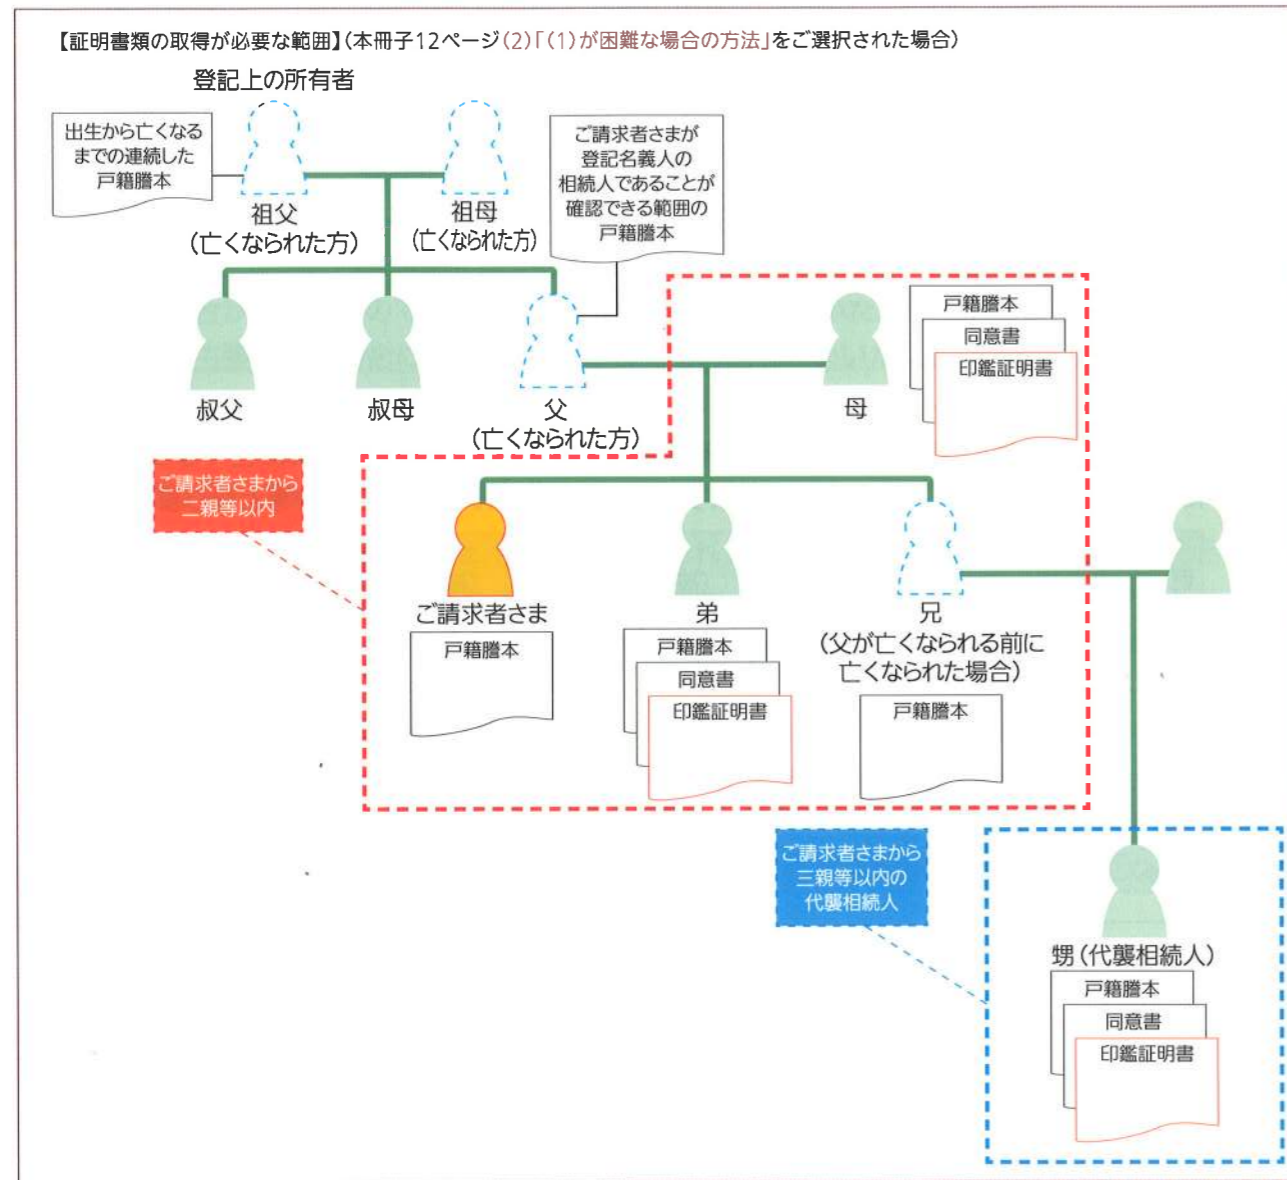 【証明書類の取得が必要な範囲】(本冊子12ページ(2)「(1)が困難な場合の方法」をご選択された場合)
登記上の所有者
出生から亡くなる
までの連続した
戸籍謄本
ご請求者さまが
登記名義人の
相続人であることが
確認できる範囲の
戸籍謄本
祖父
(亡くなられた方)
祖母
(亡くなられた方)
叔父
叔母
父
(亡くなられた方)
母
戸籍謄本
同意書
印鑑証明書
ご請求者さまから
二親等以内
ご請求者さま
戸籍謄本
弟
戸籍謄本
同意書
印鑑証明書
兄
(父が亡くなられる前に
亡くなられた場合)
戸籍謄本
ご請求者さまから
三親等以内の
代襲相続人
甥(代襲相続人)
戸籍謄本
同意書
印鑑証明書